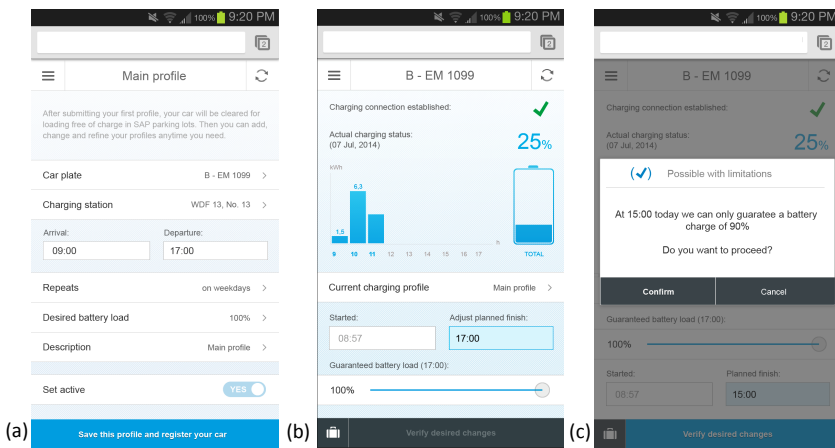 100% 9:20 PM
2
Main profile
After submitting your first profile, your car will be cleared for
loading free of charge in SAP parking lots. Then you can add,
change and refine your profiles anytime you need.
Car plate B - EM 1099 >
Charging station WDF 13, No. 13 >
Arrival: Departure:
09:00 17:00
Repeats on weekdays >
Desired battery load 100% >
Description Main profile >
Set active YES
(a) Save this profile and register your car
100% 9:20 PM
2
B - EM 1099
Charging connection established:
Actual charging status:
(07 Jul, 2014) 25%
kWh
6.3
1.5
h
9 10 11 12 13 14 15 16 17 TOTAL
Current charging profile Main profile >
Started: Adjust planned finish:
08:57 17:00
Guaranteed battery load (17:00):
100%
(b) Verify desired changes
100% 9:20 PM
2
B - EM 1099
Charging connection established:
Actual charging status:
(07 Jul, 2014) 25%
(✓) Possible with limitations
At 15:00 today we can only guaratee a battery
charge of 90%
Do you want to proceed?
Confirm Cancel
Guaranteed battery load (17:00):
100%
Started: Planned finish:
08:57 15:00
(c) Verify desired changes